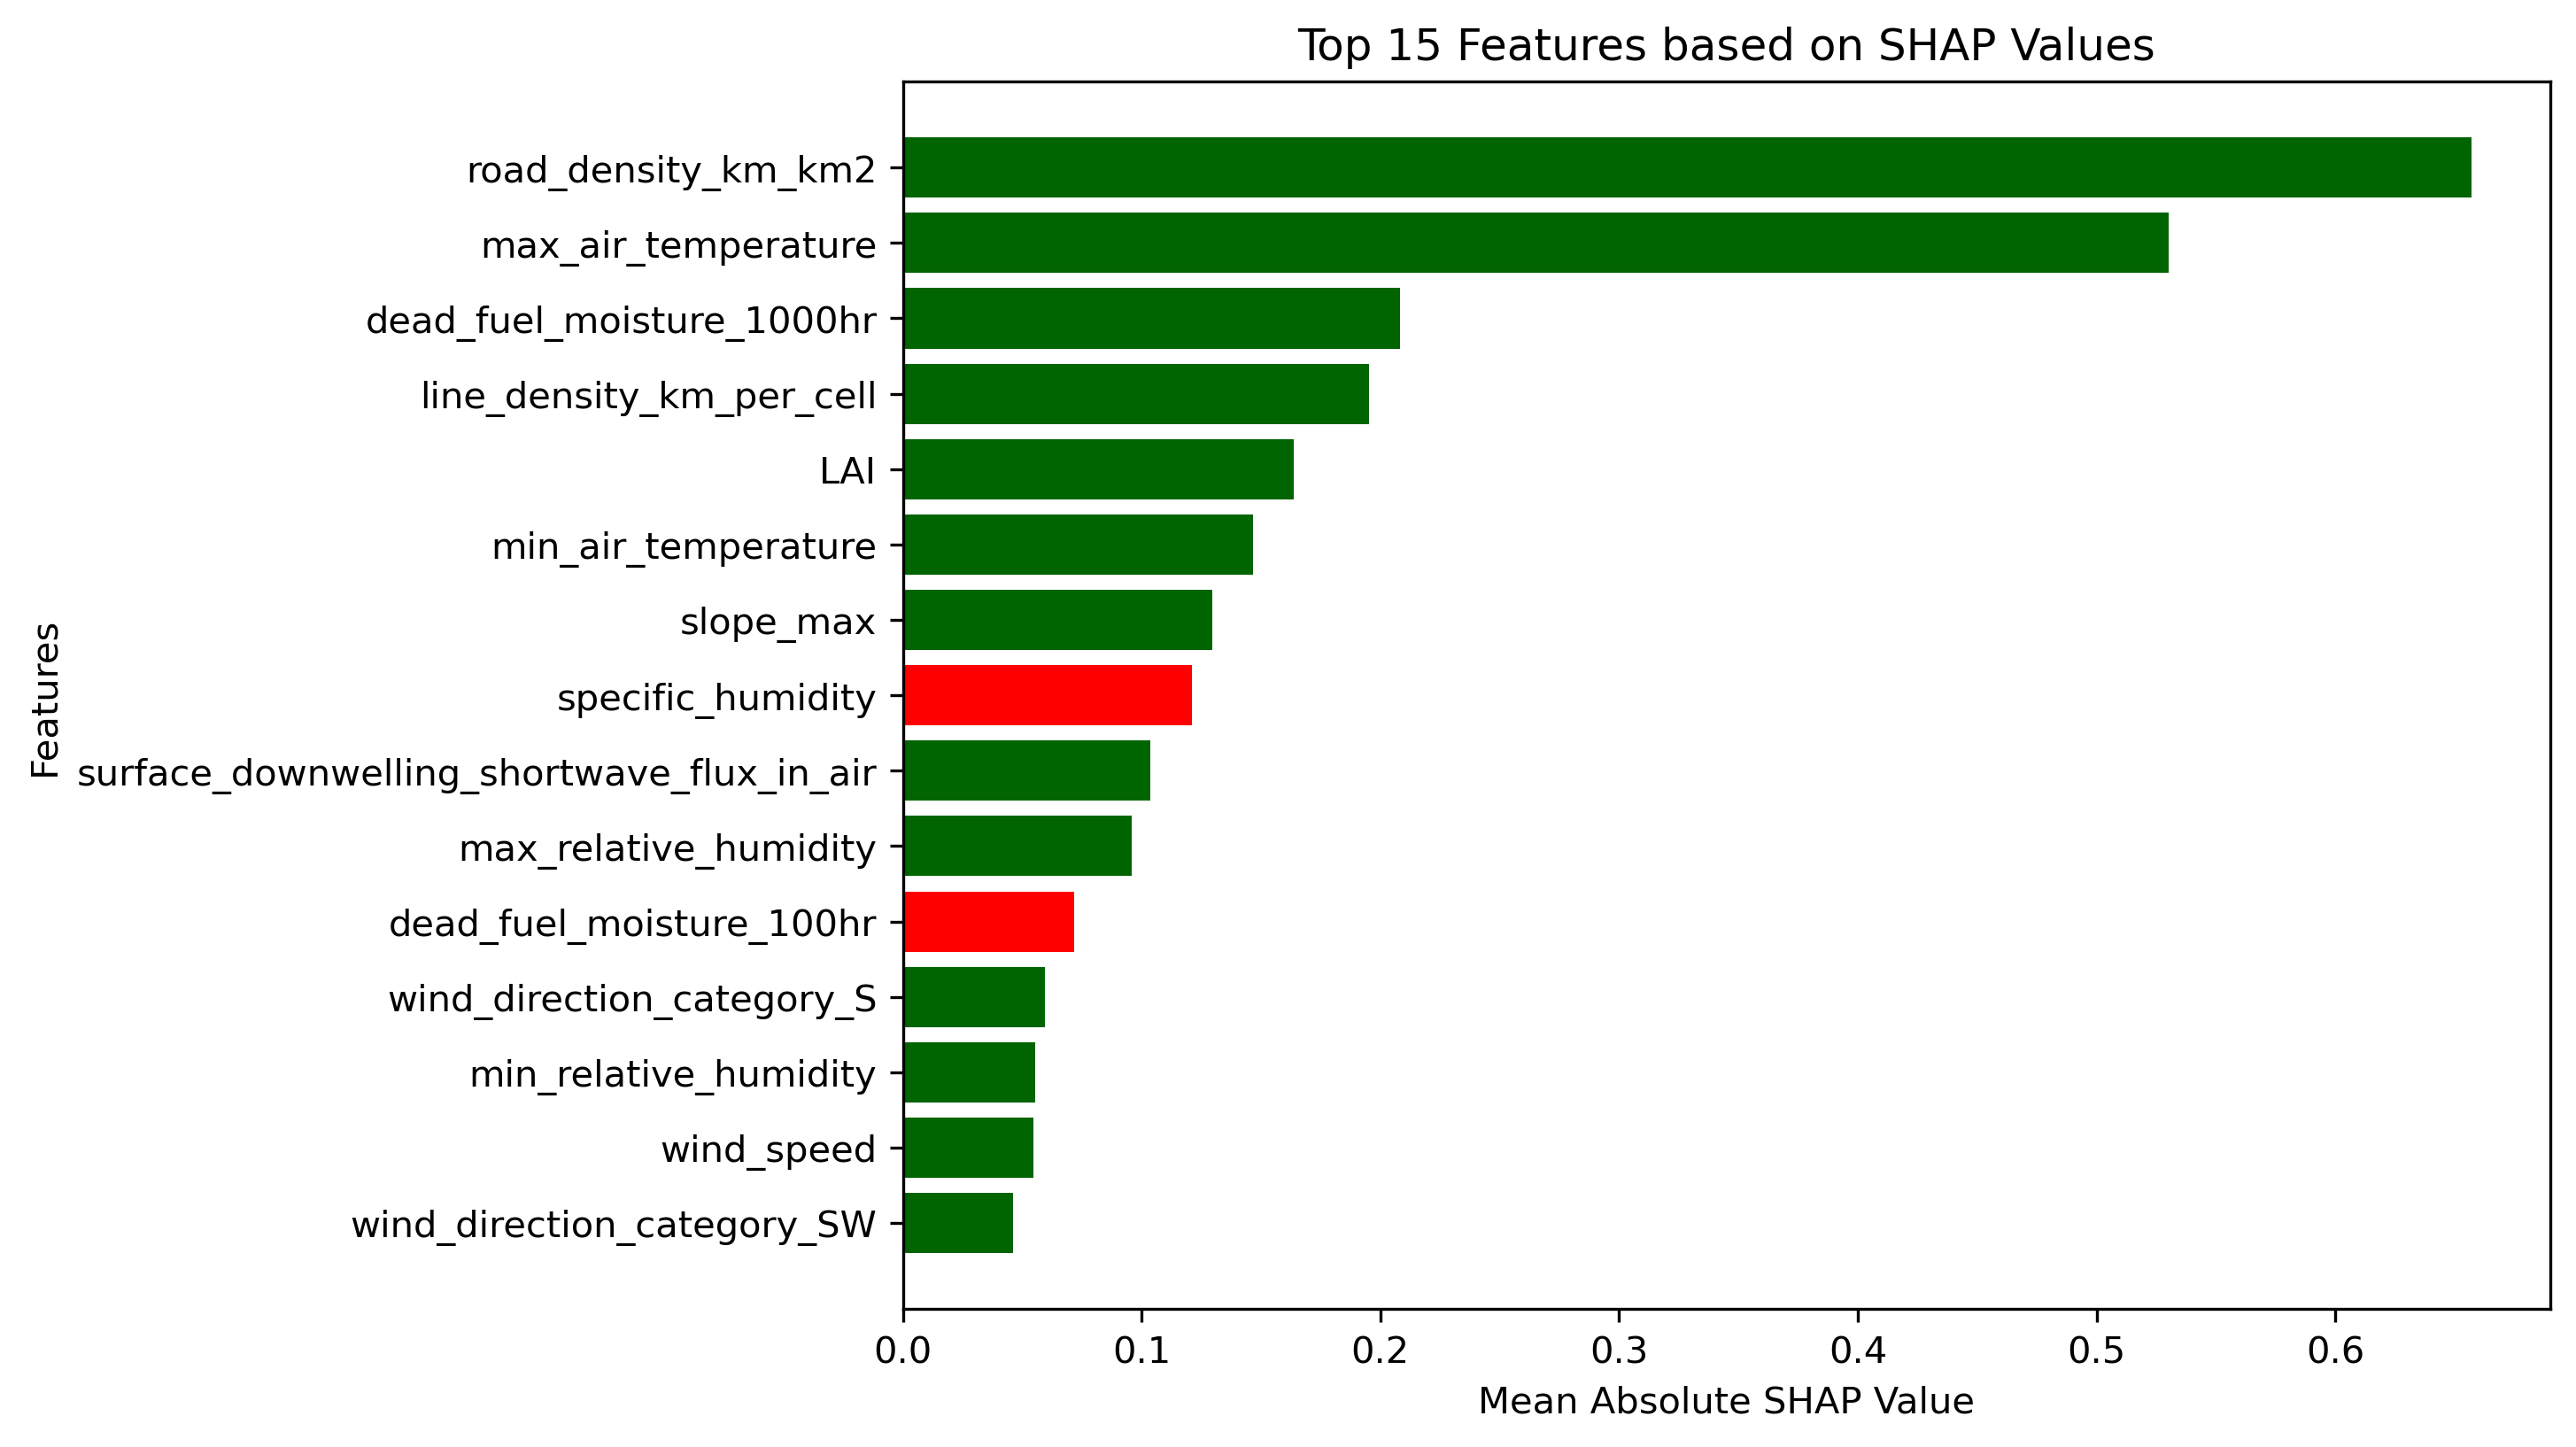 Top 15 Features based on SHAP Values
Features
road_density_km_km2
max_air_temperature
dead_fuel_moisture_1000hr
line_density_km_per_cell
LAI
min_air_temperature
slope_max
specific_humidity
surface_downwelling_shortwave_flux_in_air
max_relative_humidity
dead_fuel_moisture_100hr
wind_direction_category_S
min_relative_humidity
wind_speed
wind_direction_category_SW
0.0 0.1 0.2 0.3 0.4 0.5 0.6
Mean Absolute SHAP Value